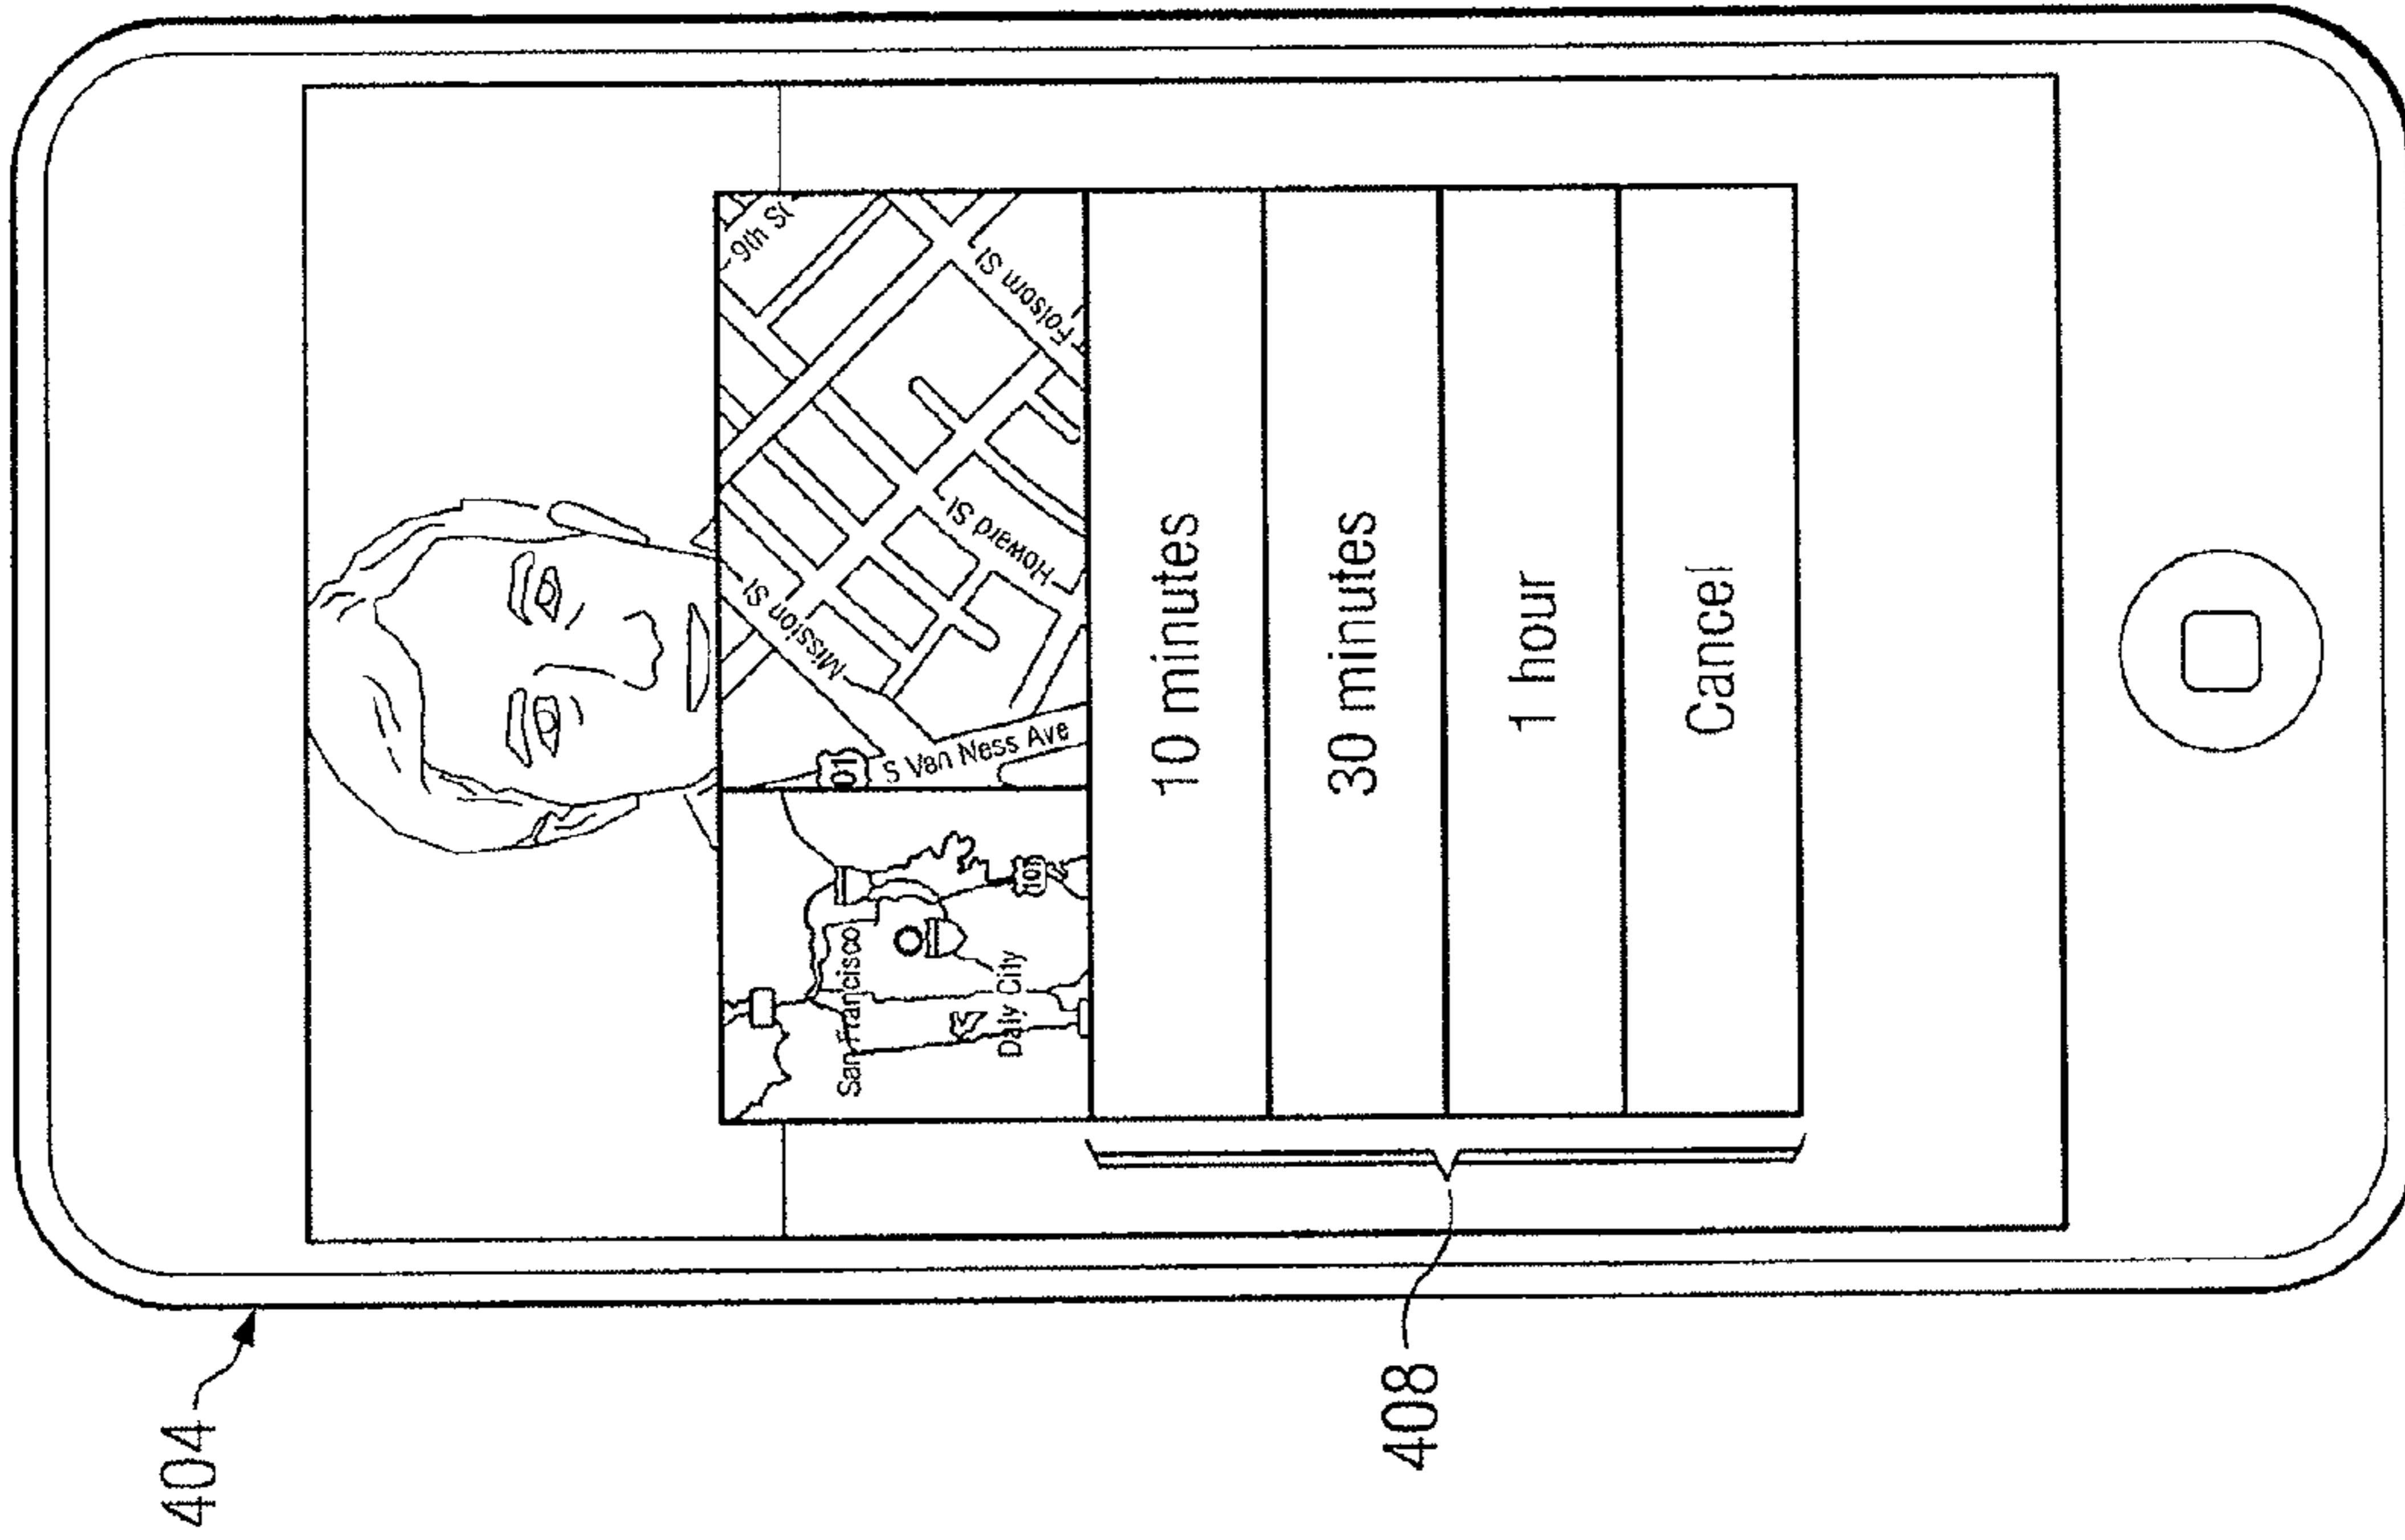 404
San Francisco
Daly City
101
01
S Van Ness Ave
Mission St
Howard St
Folsom St
9th St
10 minutes
30 minutes
1 hour
Cancel
408